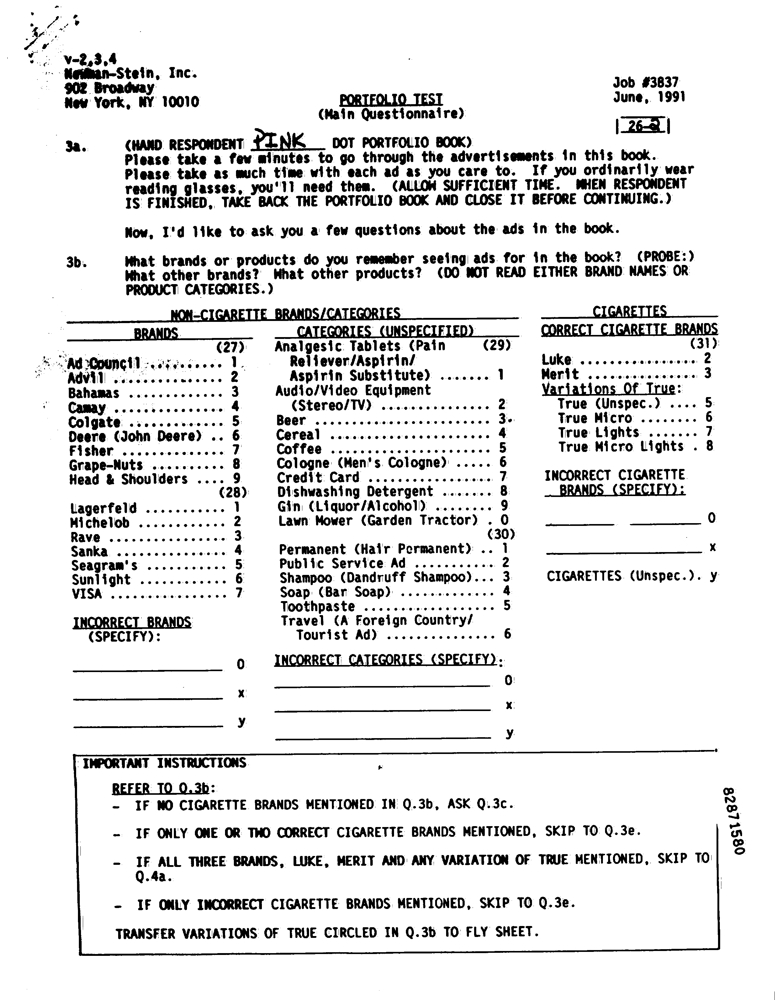 V-2,3,4
Newman-Stein, Inc.
902 Broadway
New York, NY 10010
Job #3837
June, 1991
PORTFOLIO TEST
(Main Questionnaire)
| 26-2 |
3a. (HAND RESPONDENT PINK DOT PORTFOLIO BOOK)
Please take a few minutes to go through the advertisements in this book.
Please take as much time with each ad as you care to. If you ordinarily wear
reading glasses, you'll need them. (ALLOW SUFFICIENT TIME. WHEN RESPONDENT
IS FINISHED, TAKE BACK THE PORTFOLIO BOOK AND CLOSE IT BEFORE CONTINUING.)
Now, I'd like to ask you a few questions about the ads in the book.
3b. What brands or products do you remember seeing ads for in the book? (PROBE:)
What other brands? What other products? (DO NOT READ EITHER BRAND NAMES OR
PRODUCT CATEGORIES.)
NON-CIGARETTE BRANDS/CATEGORIES
BRANDS
(27)
Ad Council .......... 1
Advil ............... 2
Bahamas ............. 3
Camay ............... 4
Colgate ............. 5
Deere (John Deere) .. 6
Fisher .............. 7
Grape-Nuts .......... 8
Head & Shoulders .... 9
(28)
Lagerfeld ........... 1
Michelob ............ 2
Rave ................ 3
Sanka ............... 4
Seagram's ........... 5
Sunlight ............ 6
VISA ................ 7
INCORRECT BRANDS
(SPECIFY):
0
x
y
CATEGORIES (UNSPECIFIED)
Analgesic Tablets (Pain (29)
Reliever/Aspirin/
Aspirin Substitute) ....... 1
Audio/Video Equipment
(Stereo/TV) ............... 2
Beer ........................ 3
Cereal ...................... 4
Coffee ...................... 5
Cologne (Men's Cologne) ..... 6
Credit Card ................. 7
Dishwashing Detergent ....... 8
Gin (Liquor/Alcohol) ........ 9
Lawn Mower (Garden Tractor) . 0
(30)
Permanent (Hair Permanent) .. 1
Public Service Ad ........... 2
Shampoo (Dandruff Shampoo)... 3
Soap (Bar Soap) ............. 4
Toothpaste .................. 5
Travel (A Foreign Country/
Tourist Ad) ............... 6
INCORRECT CATEGORIES (SPECIFY):
0
x
y
CIGARETTES
CORRECT CIGARETTE BRANDS
(31)
Luke ................ 2
Merit ............... 3
Variations Of True:
True (Unspec.) .... 5
True Micro ........ 6
True Lights ....... 7
True Micro Lights . 8
INCORRECT CIGARETTE
BRANDS (SPECIFY):
0
x
CIGARETTES (Unspec.). y
IMPORTANT INSTRUCTIONS
REFER TO Q.3b:
- IF NO CIGARETTE BRANDS MENTIONED IN Q.3b, ASK Q.3c.
- IF ONLY ONE OR TWO CORRECT CIGARETTE BRANDS MENTIONED, SKIP TO Q.3e.
- IF ALL THREE BRANDS, LUKE, MERIT AND ANY VARIATION OF TRUE MENTIONED, SKIP TO
Q.4a.
- IF ONLY INCORRECT CIGARETTE BRANDS MENTIONED, SKIP TO Q.3e.
TRANSFER VARIATIONS OF TRUE CIRCLED IN Q.3b TO FLY SHEET.
82871580